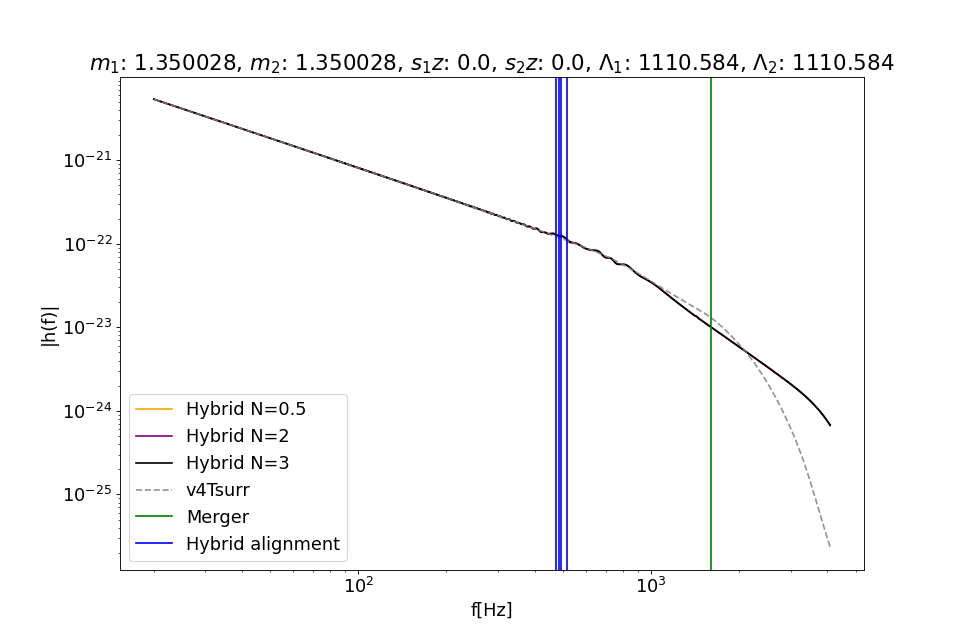 m₁: 1.350028, m₂: 1.350028, s₁z: 0.0, s₂z: 0.0, Λ₁: 1110.584, Λ₂: 1110.584
|h(f)|
10⁻²¹
10⁻²²
10⁻²³
10⁻²⁴
10⁻²⁵
Hybrid N=0.5
Hybrid N=2
Hybrid N=3
v4Tsurr
Merger
Hybrid alignment
10²
10³
f[Hz]